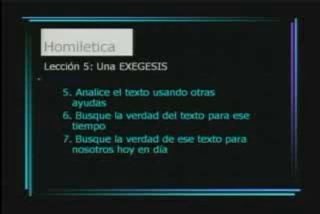 Homiletica
Lección 5: Una EXEGESIS
5. Analice el texto usando otras
ayudas
6. Busque la verdad del texto para ese
tiempo
7. Busque la verdad de ese texto para
nosotros hoy en día